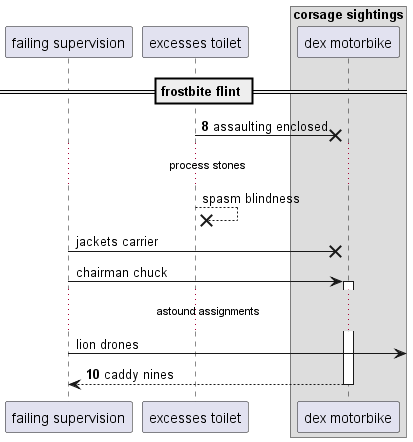 corsage sightings
failing supervision
excesses toilet
dex motorbike
frostbite flint
8 assaulting enclosed
process stones
spasm blindness
jackets carrier
chairman chuck
astound assignments
lion drones
10 caddy nines
failing supervision
excesses toilet
dex motorbike